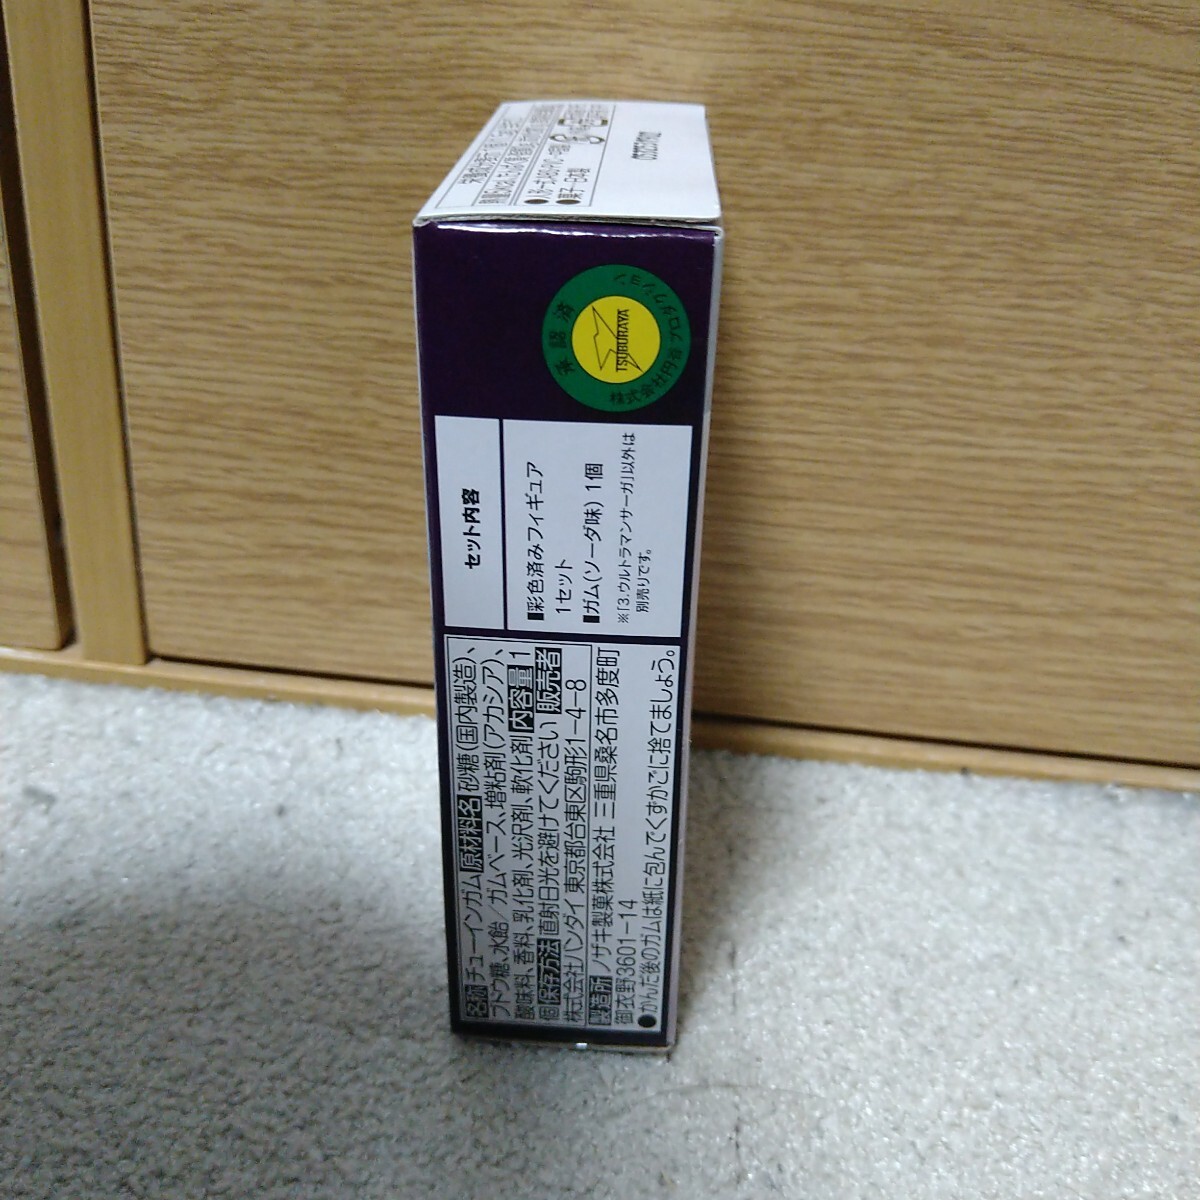 承認済
TSUBURAYA
株式会社円谷プロダクション
セット内容
■彩色済みフィギュア
1セット
■ガム(ソーダ味)1個
※「3.ウルトラマンサーガ」以外は
別売りです。
名称 チューインガム 原材料名 砂糖(国内製造)、
ブドウ糖、水飴/ガムベース、増粘剤(アカシア)、
酸味料、香料、乳化剤、光沢剤、軟化剤 内容量 1
個 保存方法 直射日光を避けてください 販売者
株式会社バンダイ 東京都台東区駒形1-4-8
製造所 ノザキ製菓株式会社 三重県桑名市多度町
御衣野3601-14
●かんだ後のガムは紙に包んでくずかごに捨てましょう。
●菓子-日本製